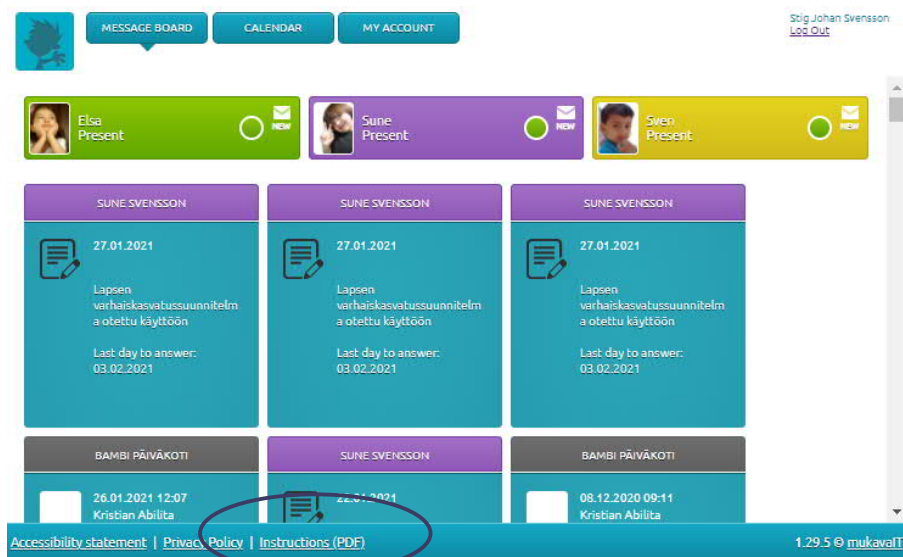 MESSAGE BOARD
CALENDAR
MY ACCOUNT
Stig Johan Svensson
Log Out
Elsa
Present
NEW
Sune
Present
NEW
Sven
Present
NEW
SUNE SVENSSON
27.01.2021
Lapsen
varhaiskasvatussuunnitelm
a otettu käyttöön
Last day to answer:
03.02.2021
SUNE SVENSSON
27.01.2021
Lapsen
varhaiskasvatussuunnitelm
a otettu käyttöön
Last day to answer:
03.02.2021
SUNE SVENSSON
27.01.2021
Lapsen
varhaiskasvatussuunnitelm
a otettu käyttöön
Last day to answer:
03.02.2021
BAMBI PÄIVÄKOTI
26.01.2021 12:07
Kristian Abilita
SUNE SVENSSON
22.01.2021
BAMBI PÄIVÄKOTI
08.12.2020 09:11
Kristian Abilita
Accessibility statement | Privacy Policy | Instructions (PDF)
1.29.5 © mukavaIT